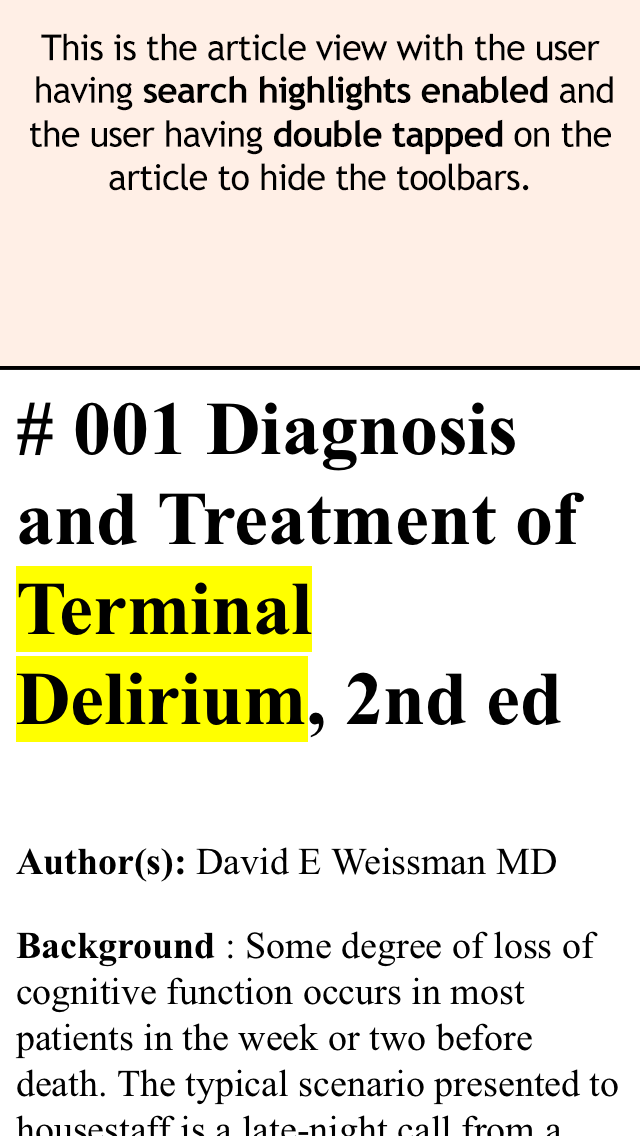 This is the article view with the user
having search highlights enabled and
the user having double tapped on the
article to hide the toolbars.
# 001 Diagnosis
and Treatment of
Terminal
Delirium, 2nd ed
Author(s): David E Weissman MD
Background : Some degree of loss of
cognitive function occurs in most
patients in the week or two before
death. The typical scenario presented to
housestaff is a late-night call from a